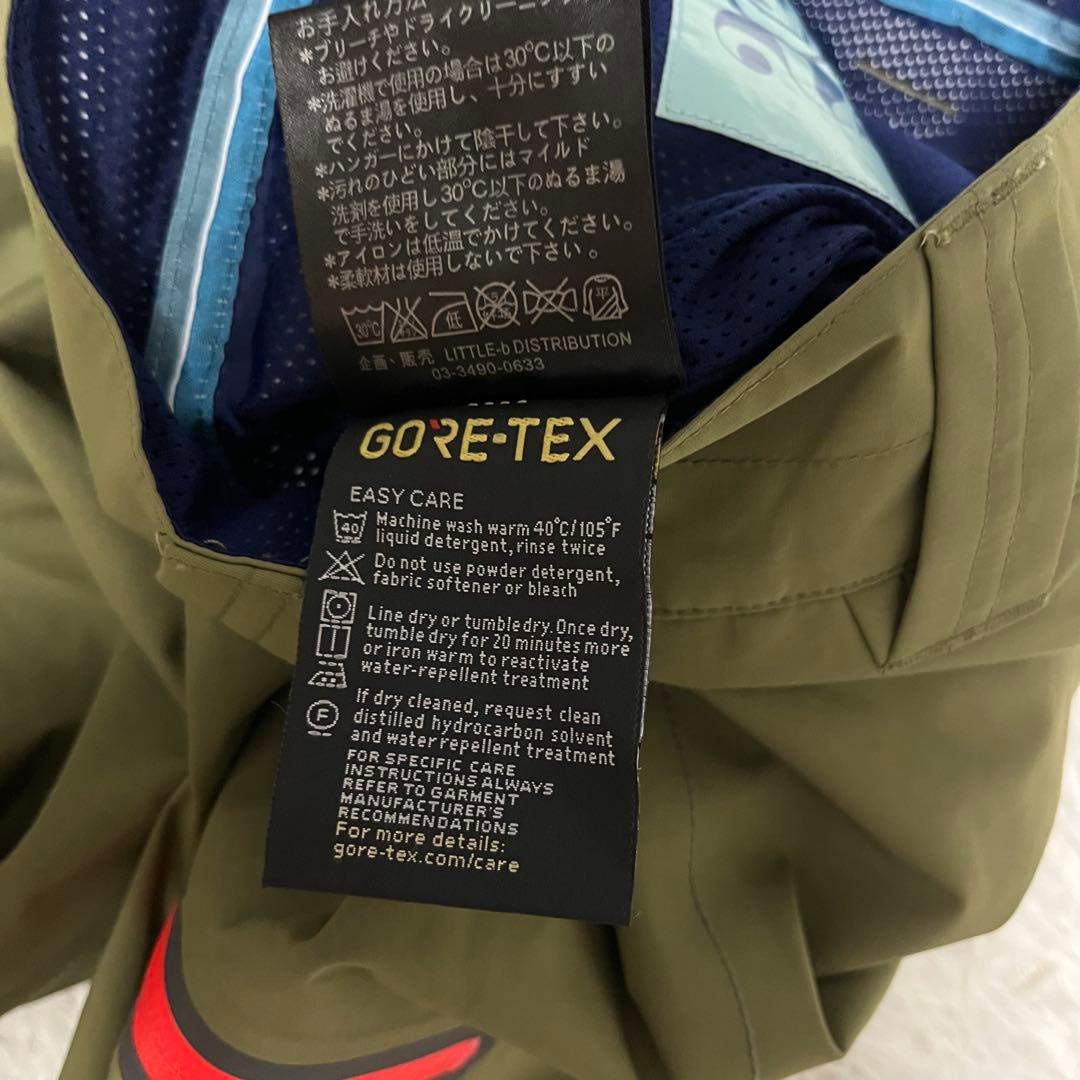 お手入れ方法
*ブリーチやドライクリーニング
お避けください。
*洗濯機で使用の場合は30℃以下の
ぬるま湯を使用し、十分にすすい
でください。
*ハンガーにかけて陰干して下さい。
*汚れのひどい部分にはマイルド
洗剤を使用し30℃以下のぬるま湯
で手洗いをしてください。
*アイロンは低温でかけてください。
*柔軟材は使用しないで下さい。
30℃ 低 平
企画、販売 LITTLE-b DISTRIBUTION
03-3490-0633
GORE-TEX
EASY CARE
40 Machine wash warm 40°C/105°F
liquid detergent, rinse twice
Do not use powder detergent,
fabric softener or bleach
Line dry or tumble dry. Once dry,
tumble dry for 20 minutes more
or iron warm to reactivate
water-repellent treatment
If dry cleaned, request clean
F distilled hydrocarbon solvent
and water repellent treatment
FOR SPECIFIC CARE
INSTRUCTIONS ALWAYS
REFER TO GARMENT
MANUFACTURER'S
RECOMMENDATIONS
For more details:
gore-tex.com/care